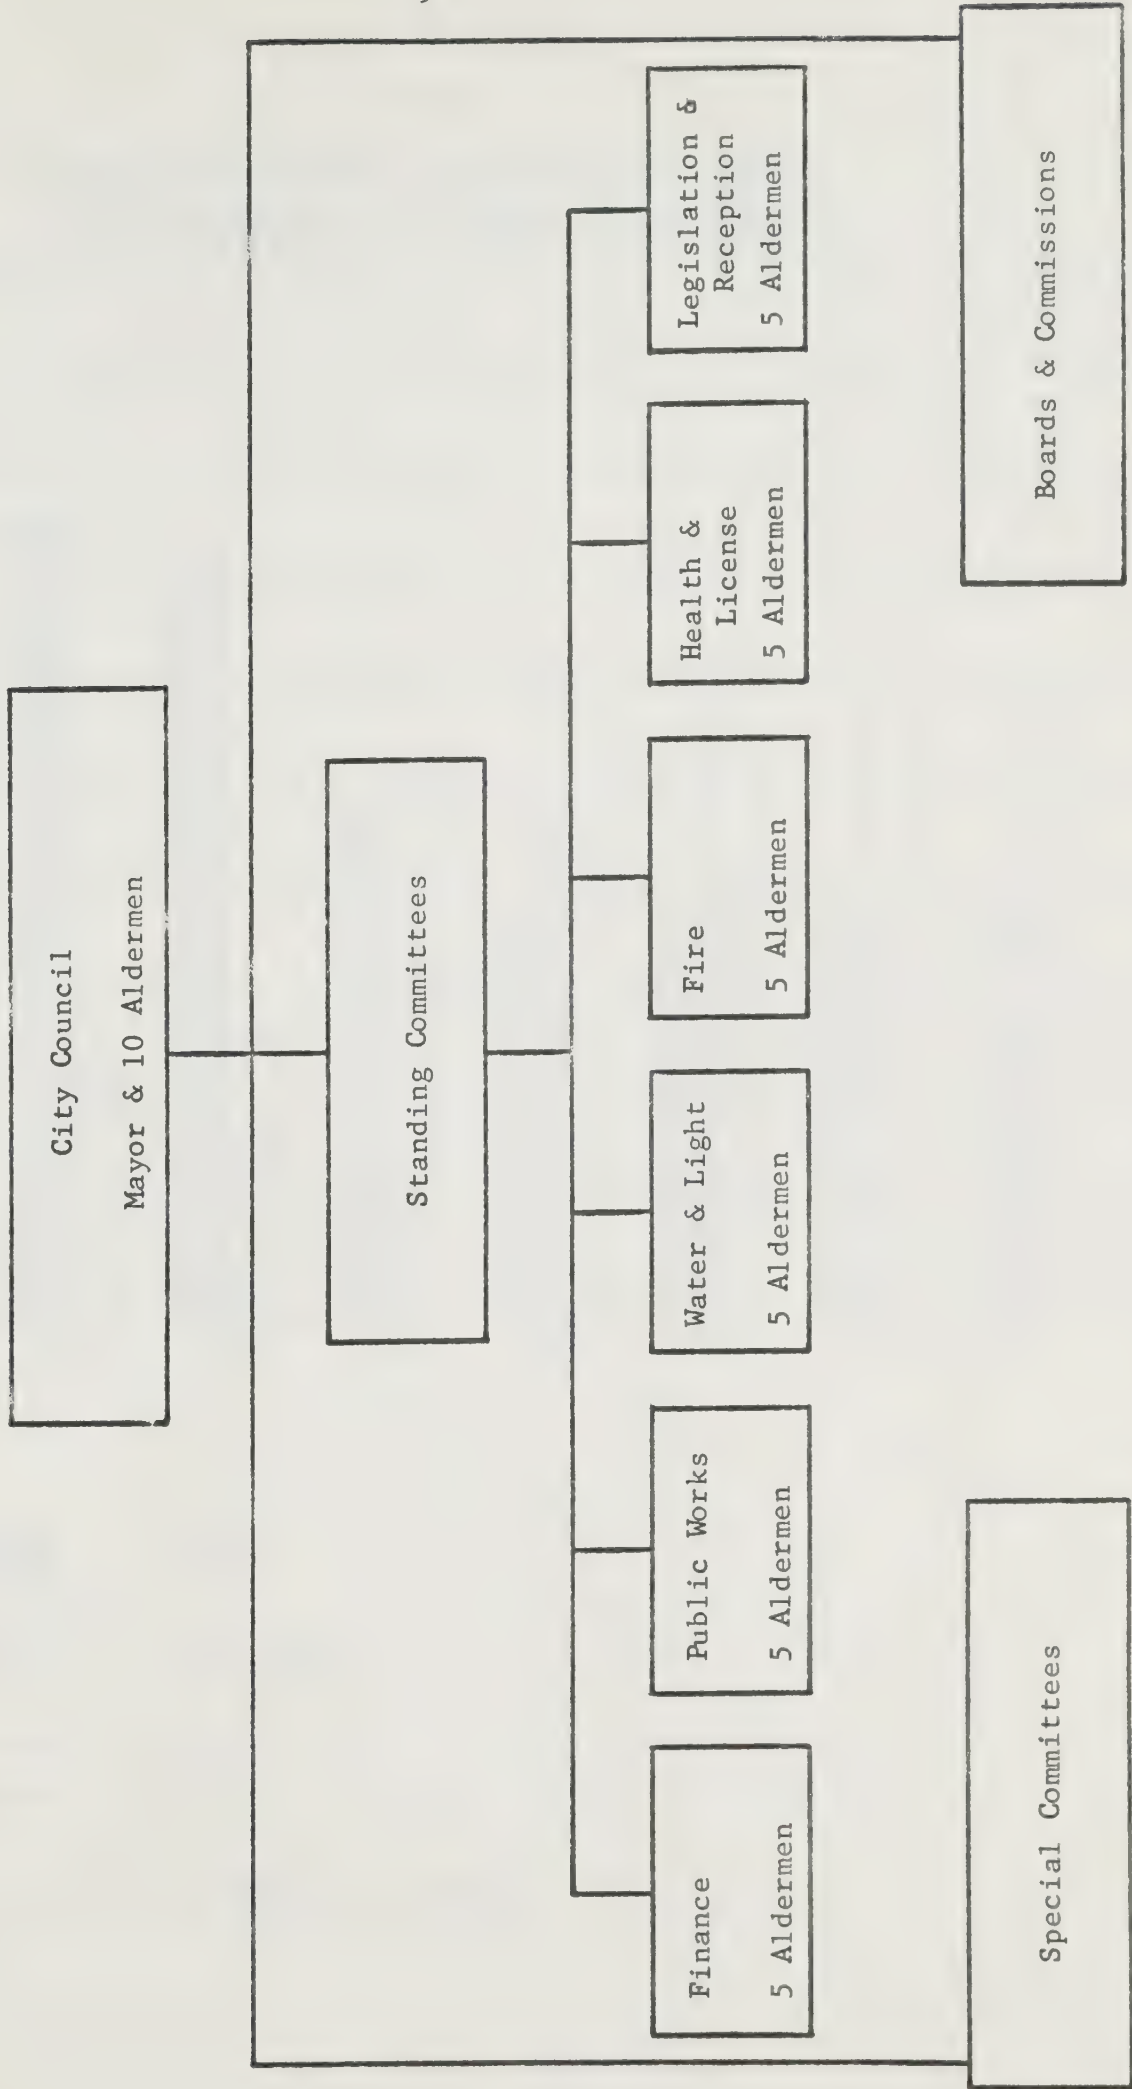 City Council
Mayor & 10 Aldermen
Standing Committees
Finance
5 Aldermen
Public Works
5 Aldermen
Water & Light
5 Aldermen
Fire
5 Aldermen
Health &
License
5 Aldermen
Legislation &
Reception
5 Aldermen
Special Committees
Boards & Commissions